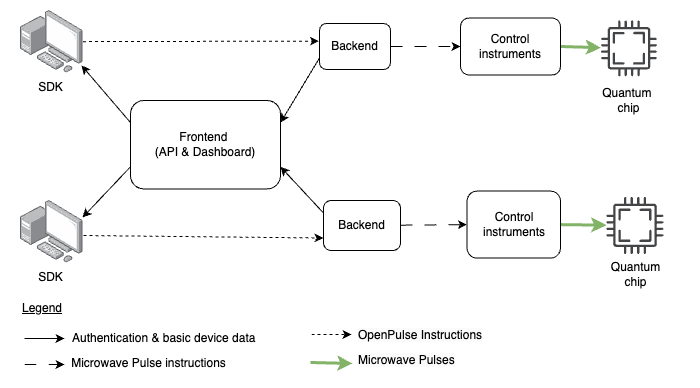 SDK
Backend
Control
instruments
Quantum
chip
Frontend
(API & Dashboard)
SDK
Backend
Control
instruments
Quantum
chip
Legend
Authentication & basic device data
OpenPulse Instructions
Microwave Pulse instructions
Microwave Pulses